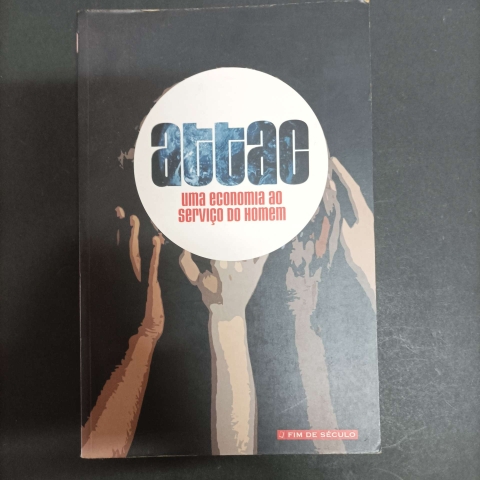 attac
uma economia ao
serviço do homem
FIM DE SÉCULO